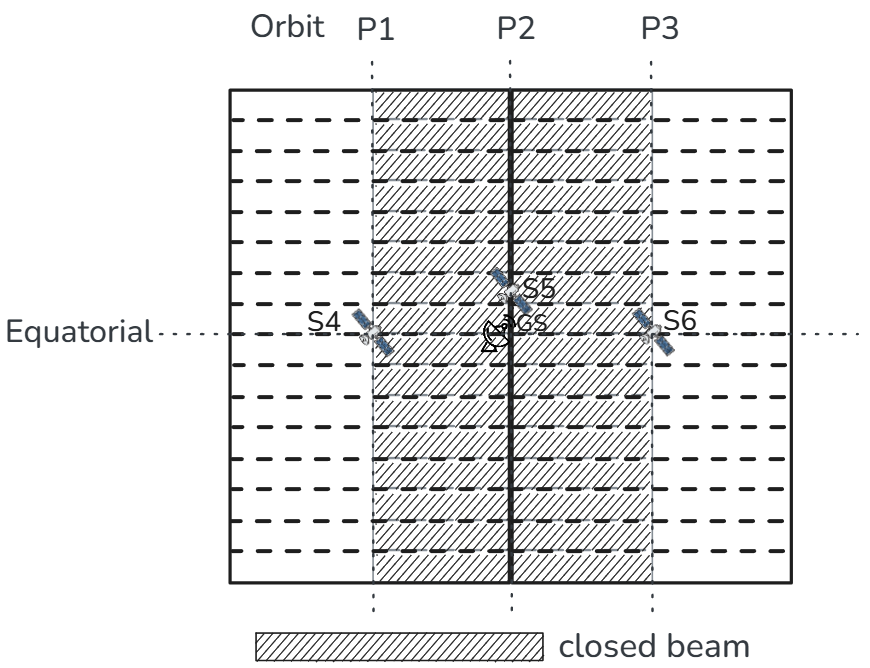 Orbit P1 P2 P3
S5
S4 GS S6
Equatorial
closed beam